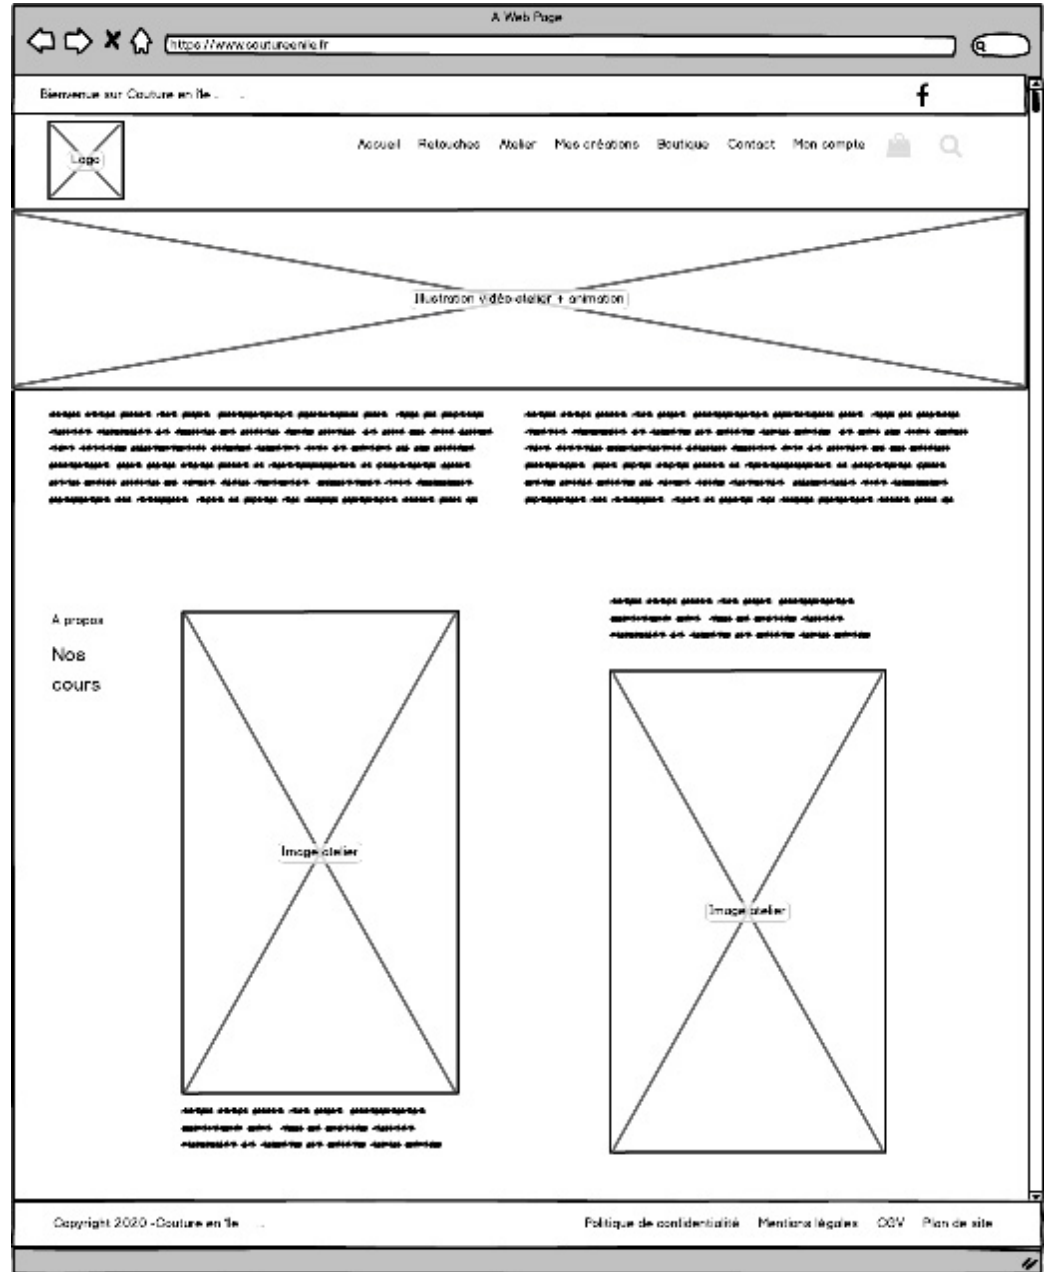 A Web Page
https://www.coutureenile.fr
Bienvenue sur Couture en île
Logo
Accueil Retouches Atelier Mes créations Boutique Contact Mon compte
Illustration vidéo atelier + animation
A propos
Nos
cours
Image atelier
Image atelier
Copyright 2020 -Couture en île
Politique de confidentialité Mentions légales CGV Plan de site